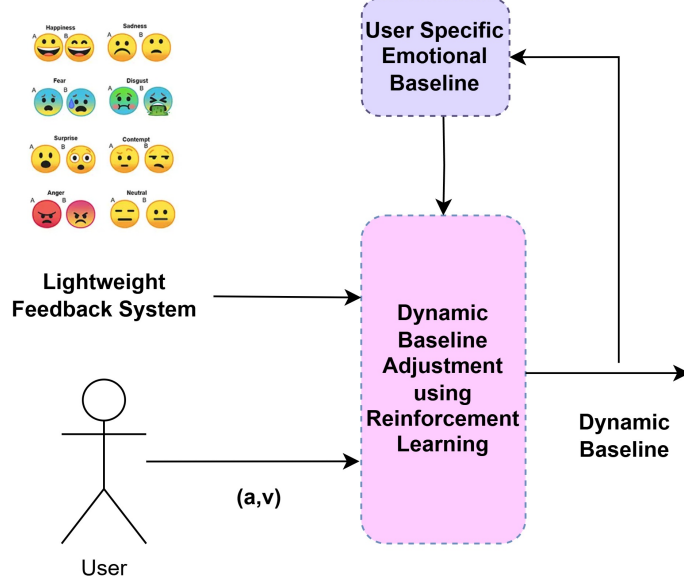 Happiness
A B
Sadness
A B
Fear
A B
Disgust
A B
Surprise
A B
Contempt
A B
Anger
A B
Neutral
A B
Lightweight
Feedback System
User
(a,v)
User Specific
Emotional
Baseline
Dynamic
Baseline
Adjustment
using
Reinforcement
Learning
Dynamic
Baseline